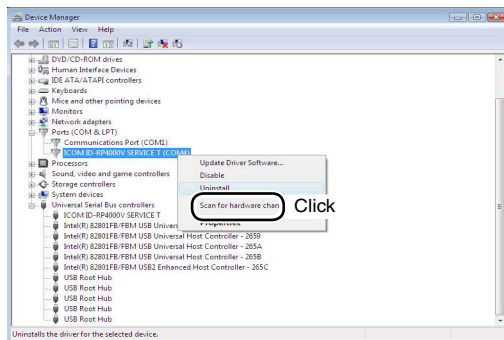 Device Manager
File Action View Help
DVD/CD-ROM drives
Human Interface Devices
IDE ATA/ATAPI controllers
Keyboards
Mice and other pointing devices
Monitors
Network adapters
Ports (COM & LPT)
Communications Port (COM1)
ICOM ID-RP4000V SERVICE T (COM4)
Update Driver Software...
Disable
Uninstall
Scan for hardware chan
Click
Properties
Processors
Sound, video and game controllers
Storage controllers
System devices
Universal Serial Bus controllers
ICOM ID-RP4000V SERVICE T
Intel(R) 82801FB/FBM USB Univers
Intel(R) 82801FB/FBM USB Universal Host Controller - 2659
Intel(R) 82801FB/FBM USB Universal Host Controller - 265A
Intel(R) 82801FB/FBM USB Universal Host Controller - 265B
Intel(R) 82801FB/FBM USB2 Enhanced Host Controller - 265C
USB Root Hub
USB Root Hub
USB Root Hub
USB Root Hub
Uninstalls the driver for the selected device.